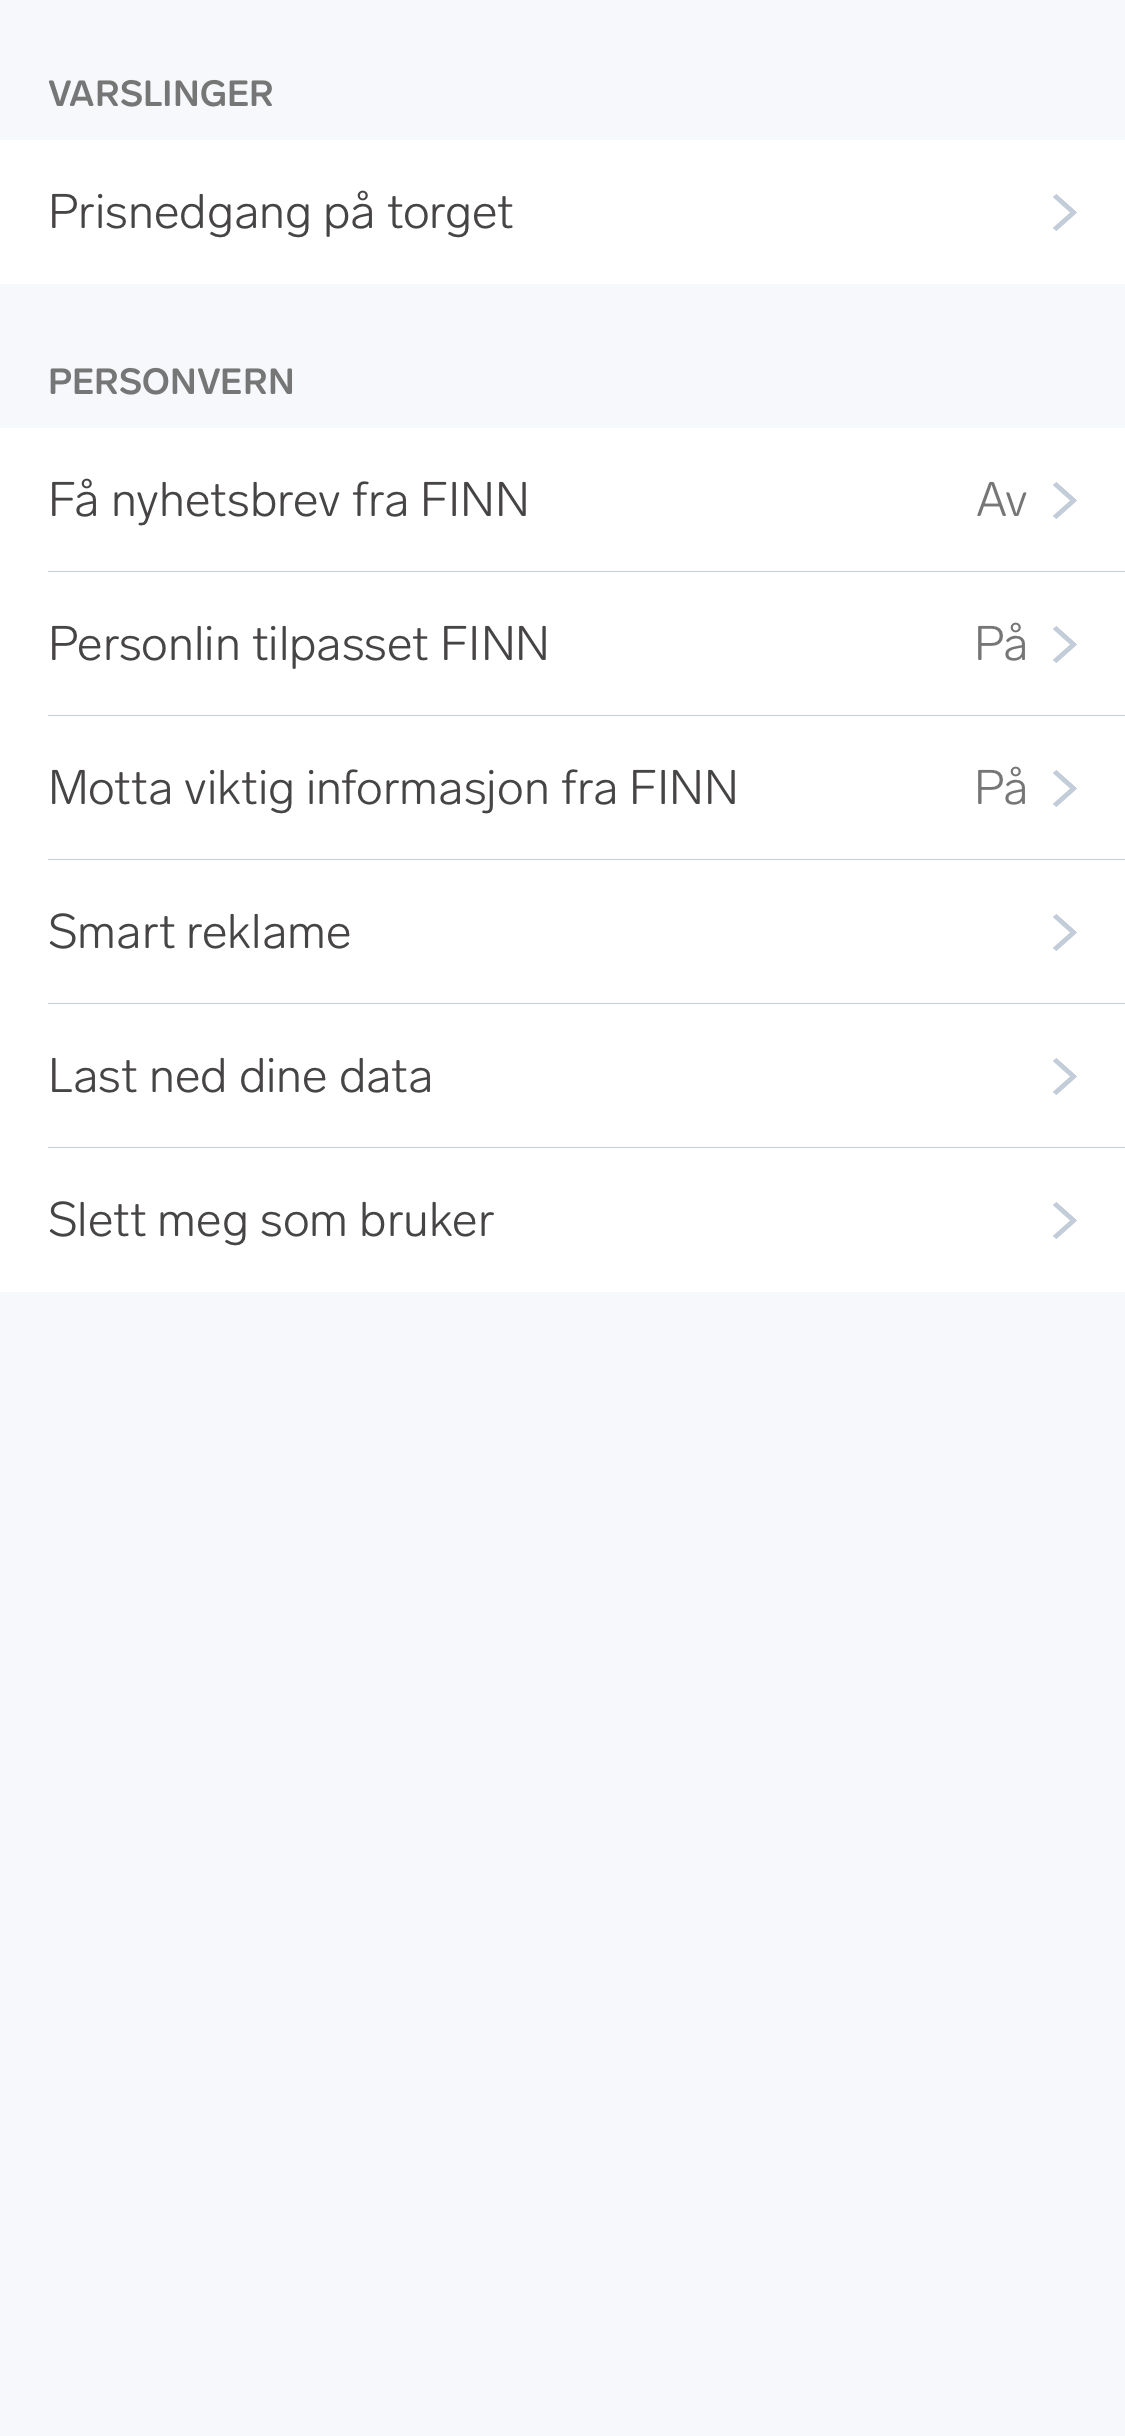 VARSLINGER
Prisnedgang på torget
PERSONVERN
Få nyhetsbrev fra FINN Av
Personlin tilpasset FINN På
Motta viktig informasjon fra FINN På
Smart reklame
Last ned dine data
Slett meg som bruker